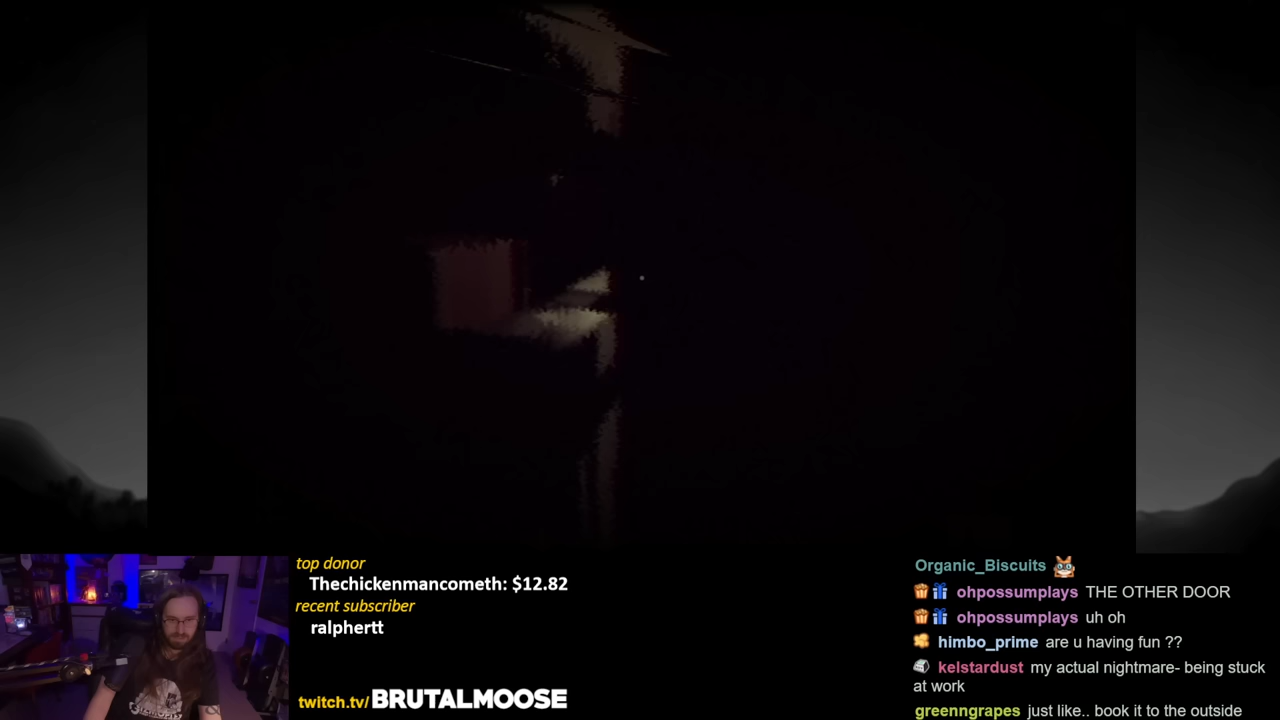 top donor
Thechickenmancometh: $12.82
recent subscriber
ralphertt
twitch.tv/BRUTALMOOSE
Organic_Biscuits
ohpossumplays THE OTHER DOOR
ohpossumplays uh oh
himbo_prime are u having fun ??
kelstardust my actual nightmare- being stuck
at work
greenngrapes just like.. book it to the outside